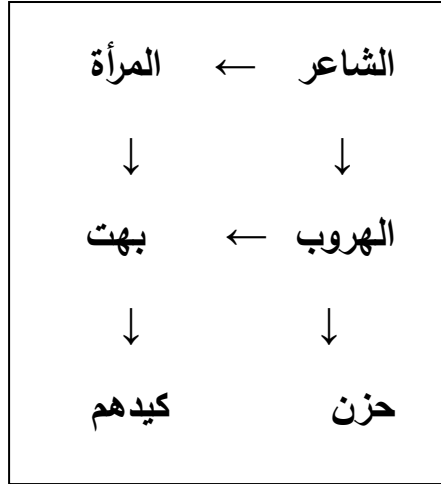 الشاعر ← المرأة
↓ ↓
الهروب ← بهت
↓ ↓
حزن كيدهم